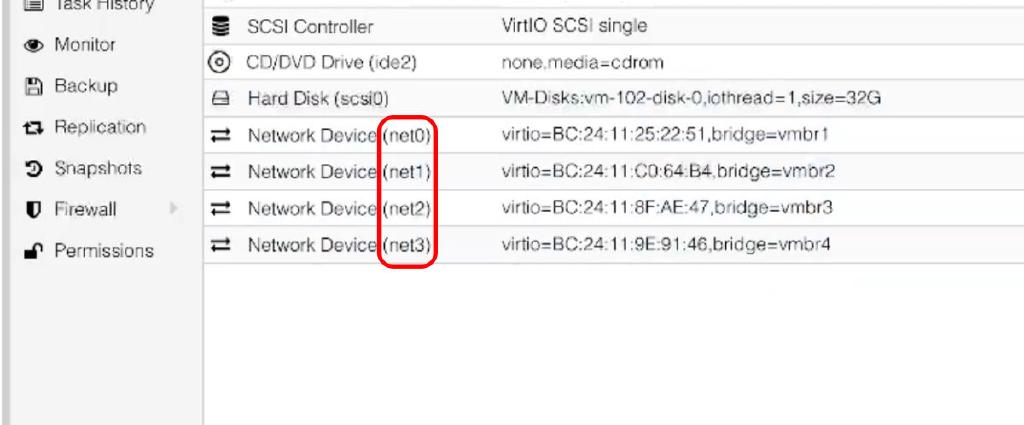 Task History
Monitor
Backup
Replication
Snapshots
Firewall
Permissions
SCSI Controller VirtIO SCSI single
CD/DVD Drive (ide2) none,media=cdrom
Hard Disk (scsi0) VM-Disks:vm-102-disk-0,iothread=1,size=32G
Network Device (net0) virtio=BC:24:11:25:22:51,bridge=vmbr1
Network Device (net1) virtio=BC:24:11:C0:64:B4,bridge=vmbr2
Network Device (net2) virtio=BC:24:11:8F:AE:47,bridge=vmbr3
Network Device (net3) virtio=BC:24:11:9E:91:46,bridge=vmbr4